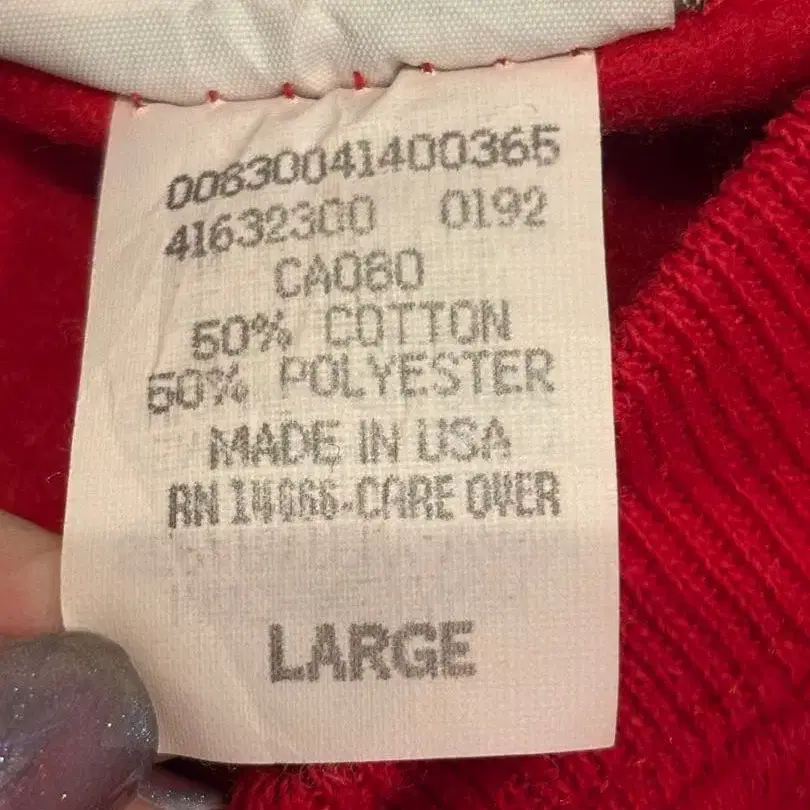 00630041400365
41632300 0192
CA080
50% COTTON
50% POLYESTER
MADE IN USA
RN 14066-CARE OVER
LARGE